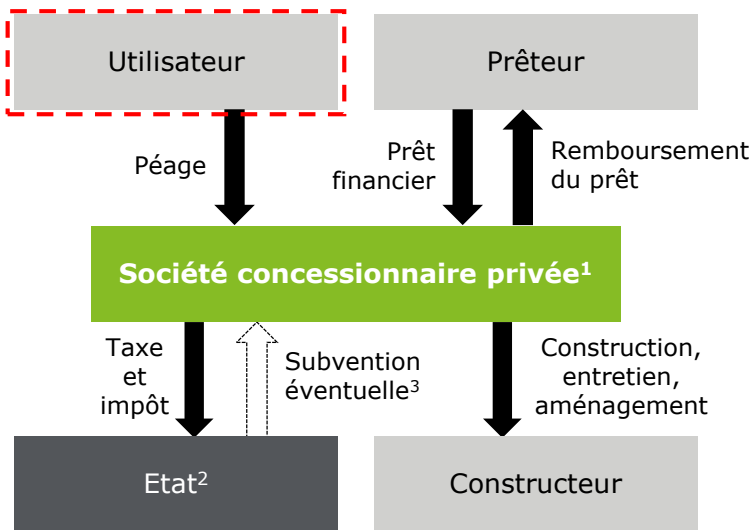 Utilisateur
Prêteur
Péage
Prêt
financier
Remboursement
du prêt
Société concessionnaire privée¹
Taxe
et
impôt
Subvention
éventuelle³
Construction,
entretien,
aménagement
Etat²
Constructeur